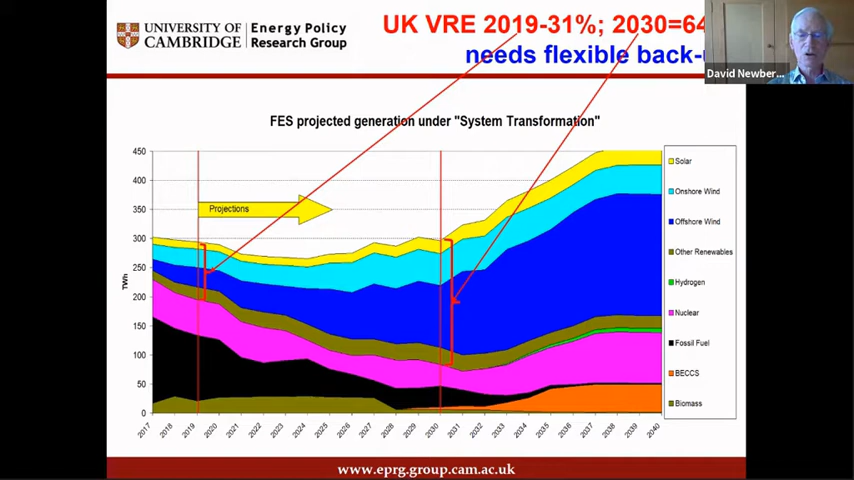 UNIVERSITY OF
CAMBRIDGE
Energy Policy
Research Group
UK VRE 2019-31%; 2030=64
needs flexible back-u
David Newber...
FES projected generation under "System Transformation"
450
400
350
300
250
200
150
100
50
0
TWh
Projections
2017
2018
2019
2020
2021
2022
2023
2024
2025
2026
2027
2028
2029
2030
2031
2032
2033
2034
2035
2036
2037
2038
2039
2040
Solar
Onshore Wind
Offshore Wind
Other Renewables
Hydrogen
Nuclear
Fossil Fuel
BECCS
Biomass
www.eprg.group.cam.ac.uk